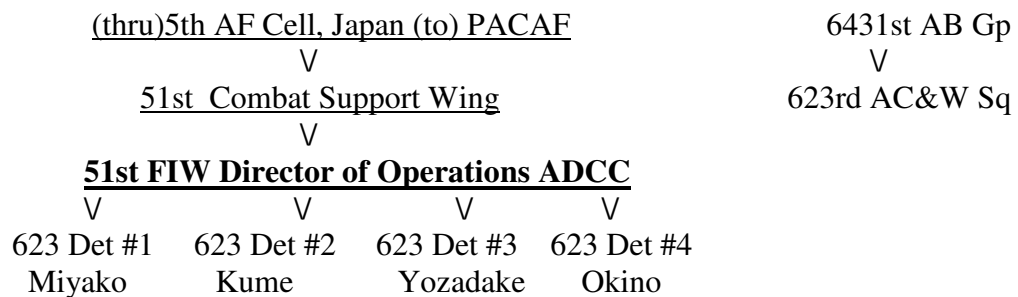 (thru)5th AF Cell, Japan (to) PACAF 6431st AB Gp
\/ \/
51st Combat Support Wing 623rd AC&W Sq
\/
51st FIW Director of Operations ADCC
\/ \/ \/ \/
623 Det #1 623 Det #2 623 Det #3 623 Det #4
Miyako Kume Yozadake Okino